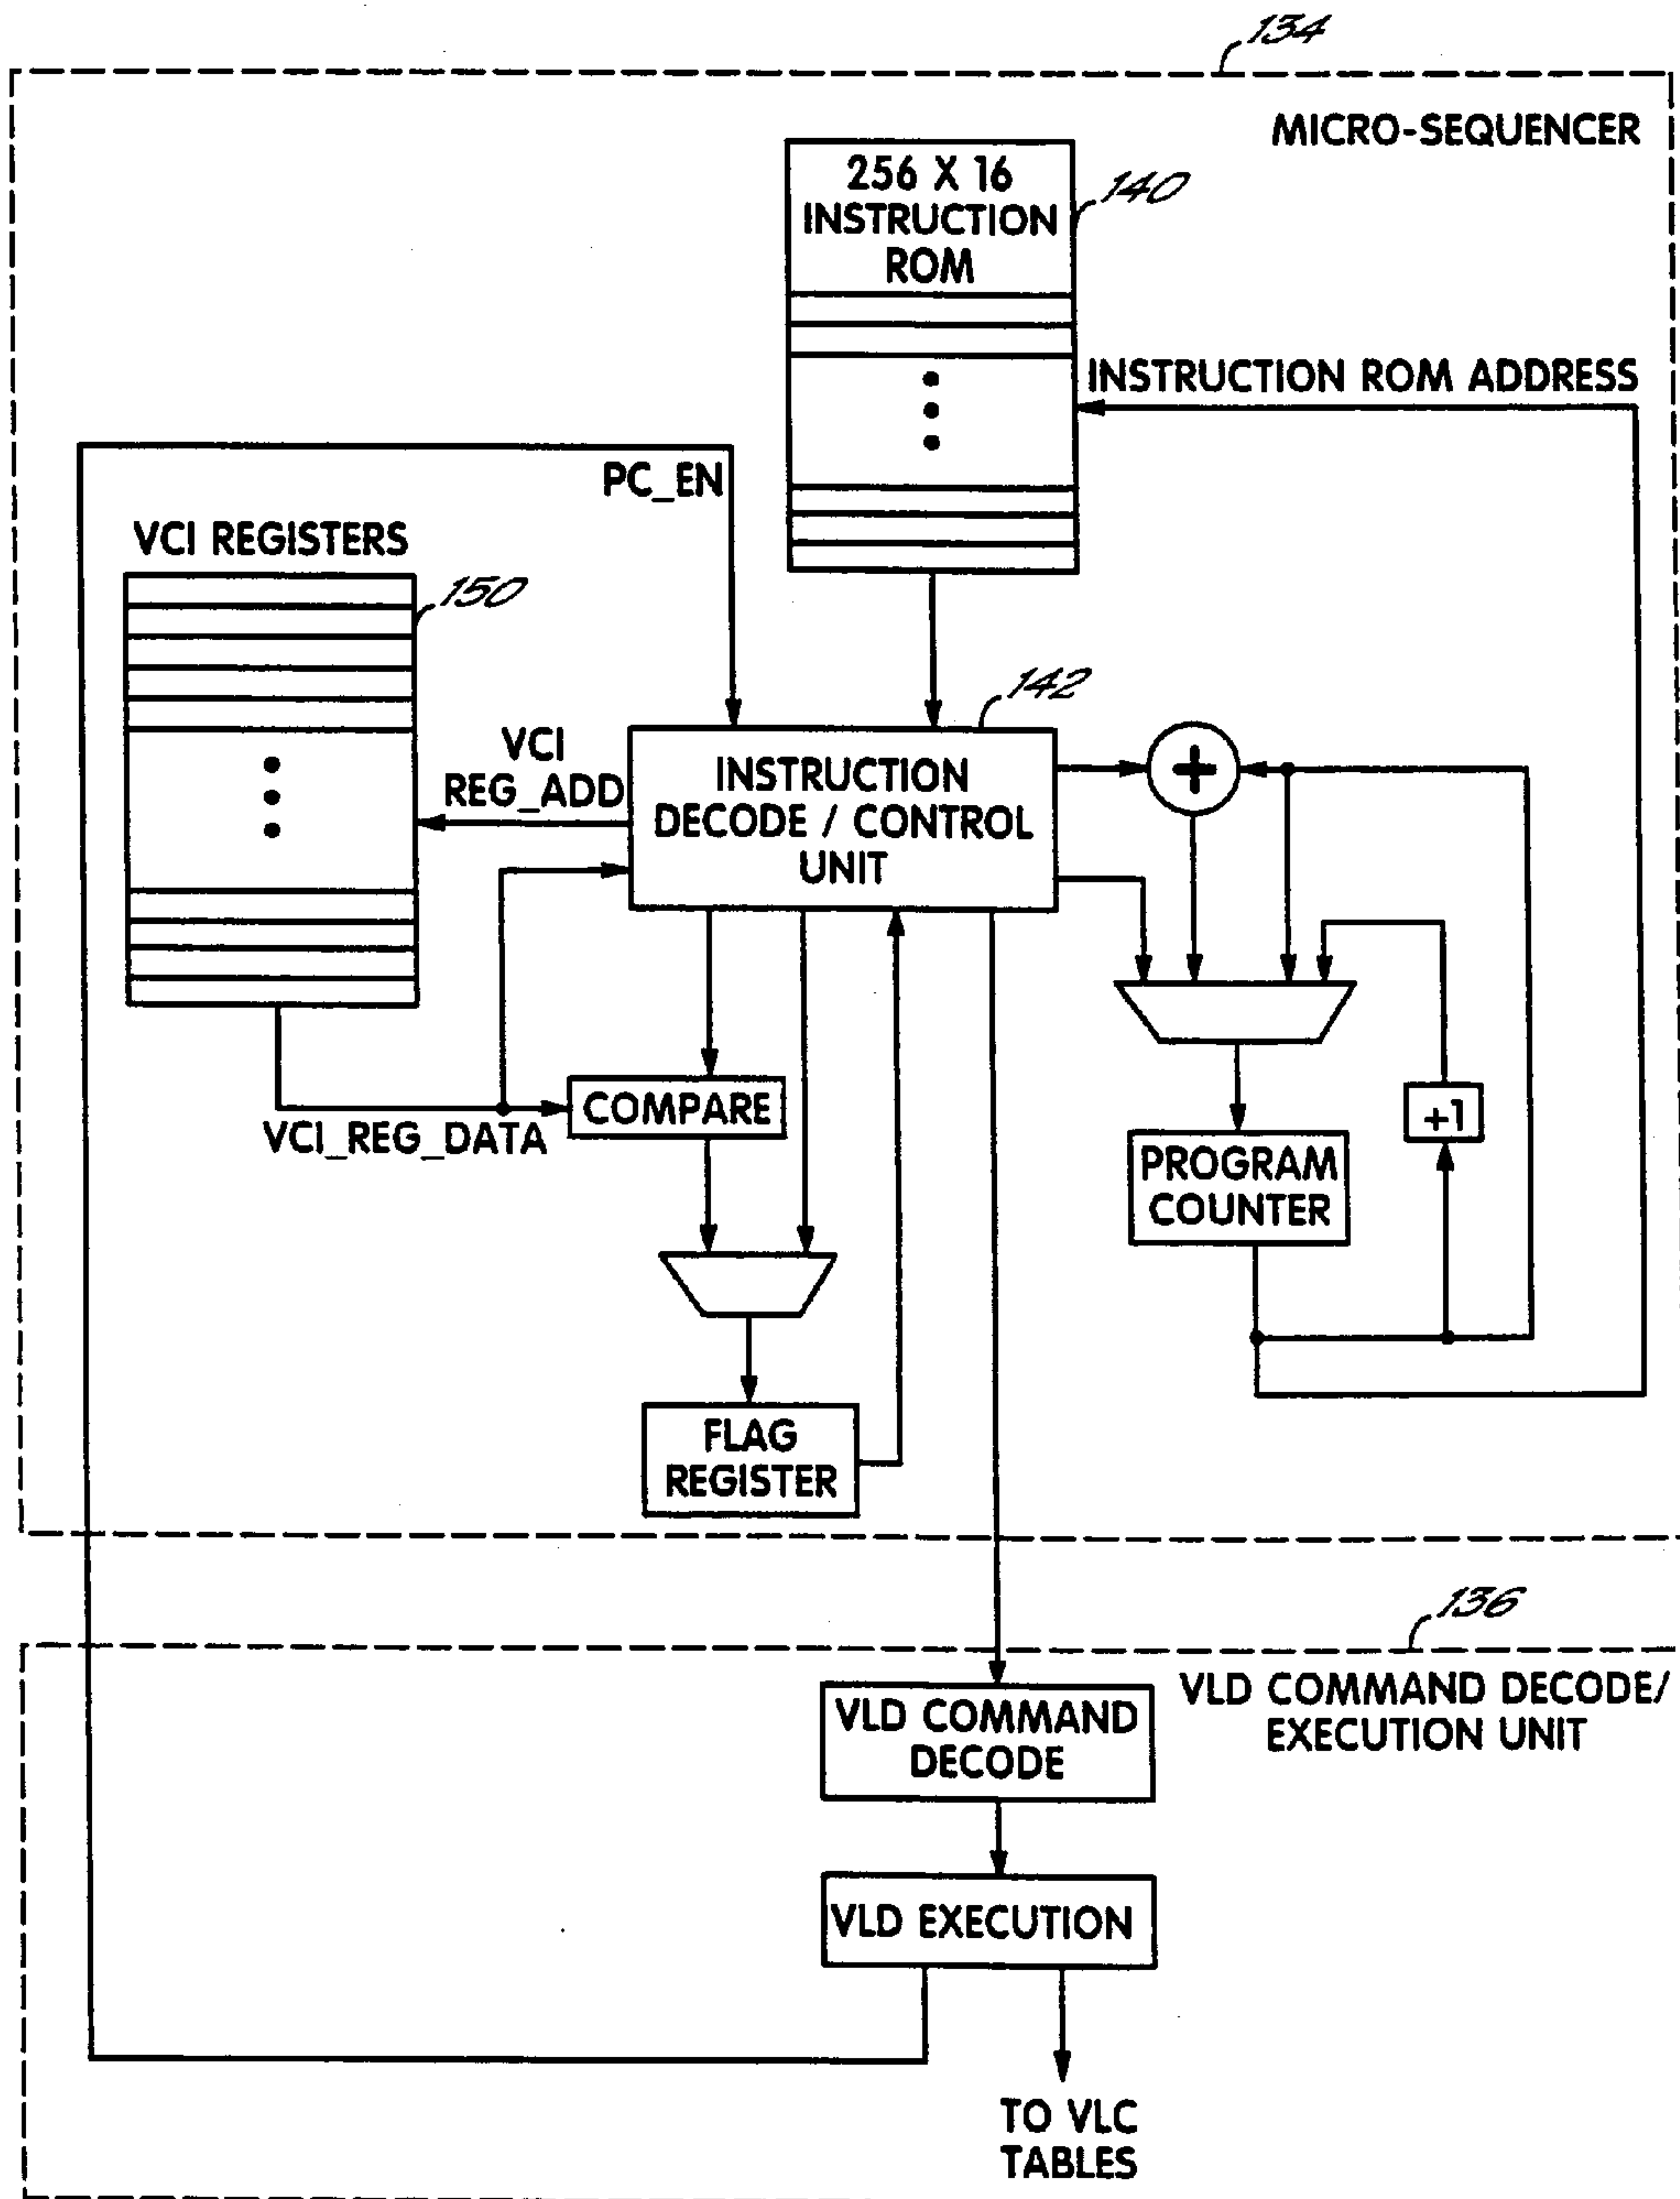 134
MICRO-SEQUENCER
256 X 16
INSTRUCTION
ROM
140
INSTRUCTION ROM ADDRESS
PC_EN
VCI REGISTERS
150
142
VCI
REG_ADD
INSTRUCTION
DECODE / CONTROL
UNIT
+
COMPARE
VCI_REG_DATA
+1
PROGRAM
COUNTER
FLAG
REGISTER
136
VLD COMMAND DECODE/
EXECUTION UNIT
VLD COMMAND
DECODE
VLD EXECUTION
TO VLC
TABLES